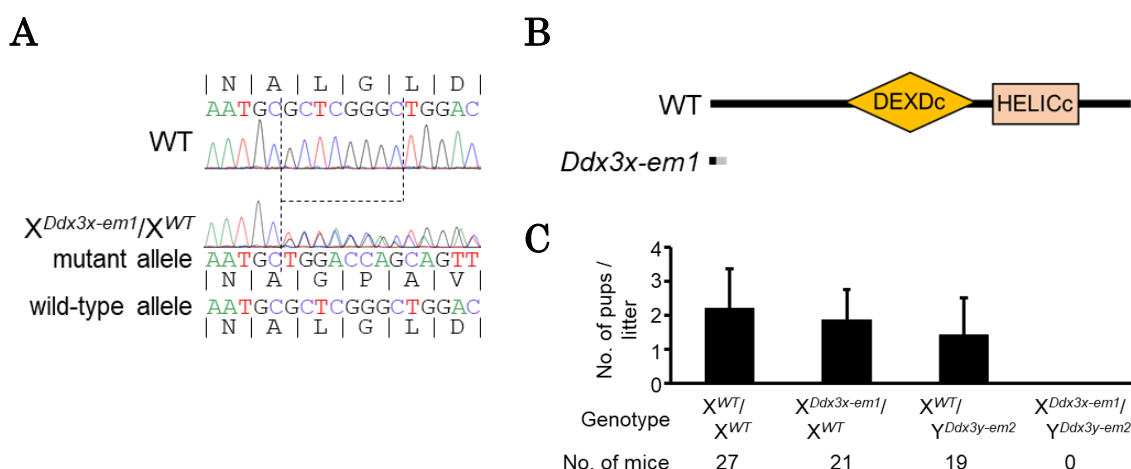 A
| N | A | L | G | L | D |
AATGCGCTCGGGCTGGAC
WT
X^Ddx3x-em1/X^WT
mutant allele
AATGCTGGACCAGCAGTT
| N | A | G | P | A | V |
wild-type allele
AATGCGCTCGGGCTGGAC
| N | A | L | G | L | D |
B
WT
DEXDc
HELICc
Ddx3x-em1
C
No. of pups /
litter
4
3
2
1
0
Genotype
X^WT/
X^WT
X^Ddx3x-em1/
X^WT
X^WT/
Y^Ddx3y-em2
X^Ddx3x-em1/
Y^Ddx3y-em2
No. of mice 27 21 19 0